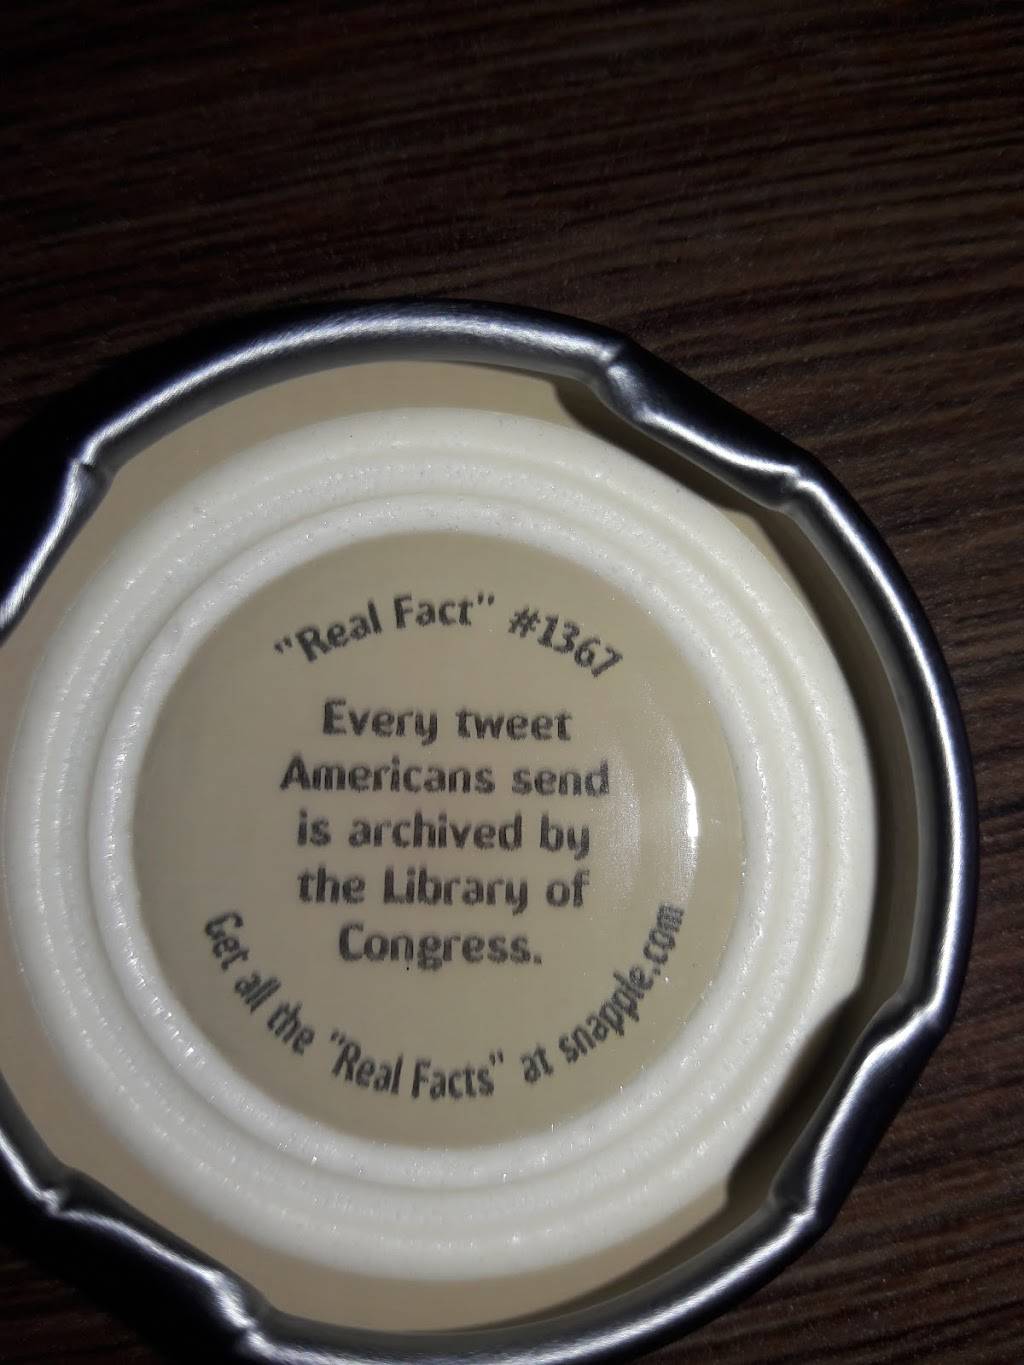 "Real Fact" #1367
Every tweet
Americans send
is archived by
the Library of
Congress.
Get all the "Real Facts" at snapple.com